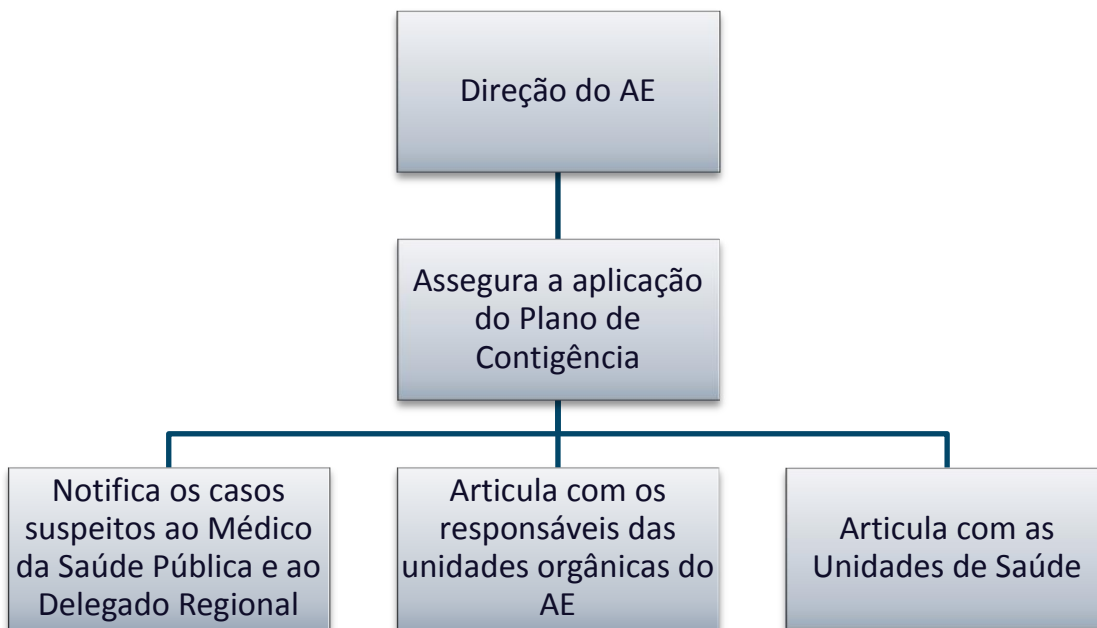 Direção do AE
Assegura a aplicação
do Plano de
Contigência
Notifica os casos
suspeitos ao Médico
da Saúde Pública e ao
Delegado Regional
Articula com os
responsáveis das
unidades orgânicas do
AE
Articula com as
Unidades de Saúde